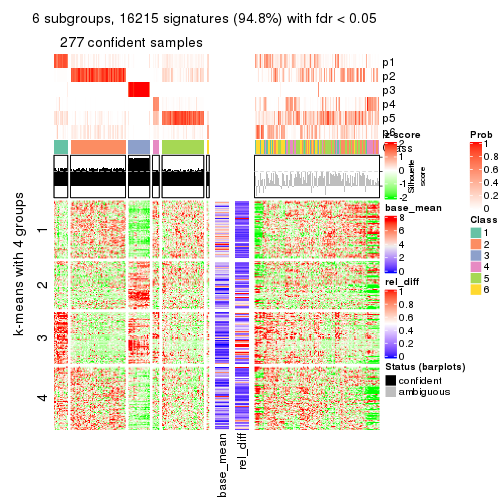 6 subgroups, 16215 signatures (94.8%) with fdr < 0.05
277 confident samples
p1
p2
p3
p4
p5
p6
Class
Silhouette
score
k-means with 4 groups
1
2
3
4
base_mean
rel_diff
z-score
2
1
0
-1
-2
base_mean
8
6
4
2
0
rel_diff
1
0.8
0.6
0.4
0.2
0
Status (barplots)
confident
ambiguous
Prob
1
0.8
0.6
0.4
0.2
0
Class
1
2
3
4
5
6